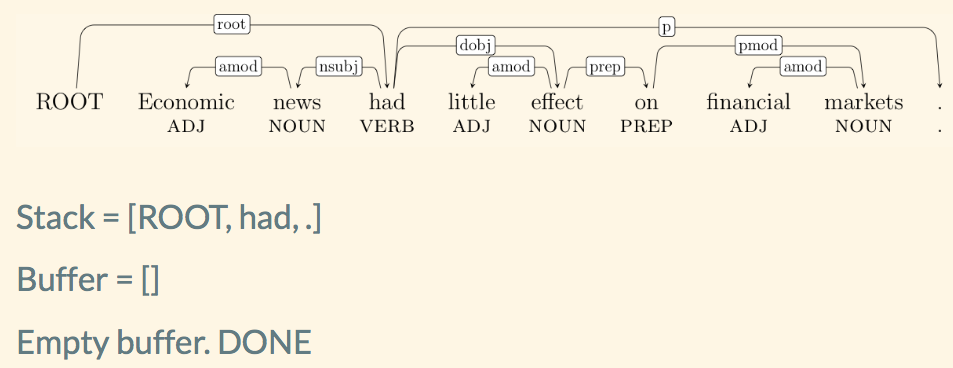 root p
dobj pmod
amod nsubj amod prep amod
ROOT Economic news had little effect on financial markets .
ADJ NOUN VERB ADJ NOUN PREP ADJ NOUN .
Stack = [ROOT, had, .]
Buffer = []
Empty buffer. DONE